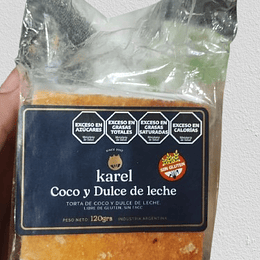 EXCESO EN AZÚCARES
EXCESO EN GRASAS TOTALES
EXCESO EN GRASAS SATURADAS
EXCESO EN CALORÍAS
karel
Coco y Dulce de leche
TORTA DE COCO Y DULCE DE LECHE
LIBRE DE GLUTEN, SIN TACC
PESO NETO: 120grs INDUSTRIA ARGENTINA
SIN GLUTEN